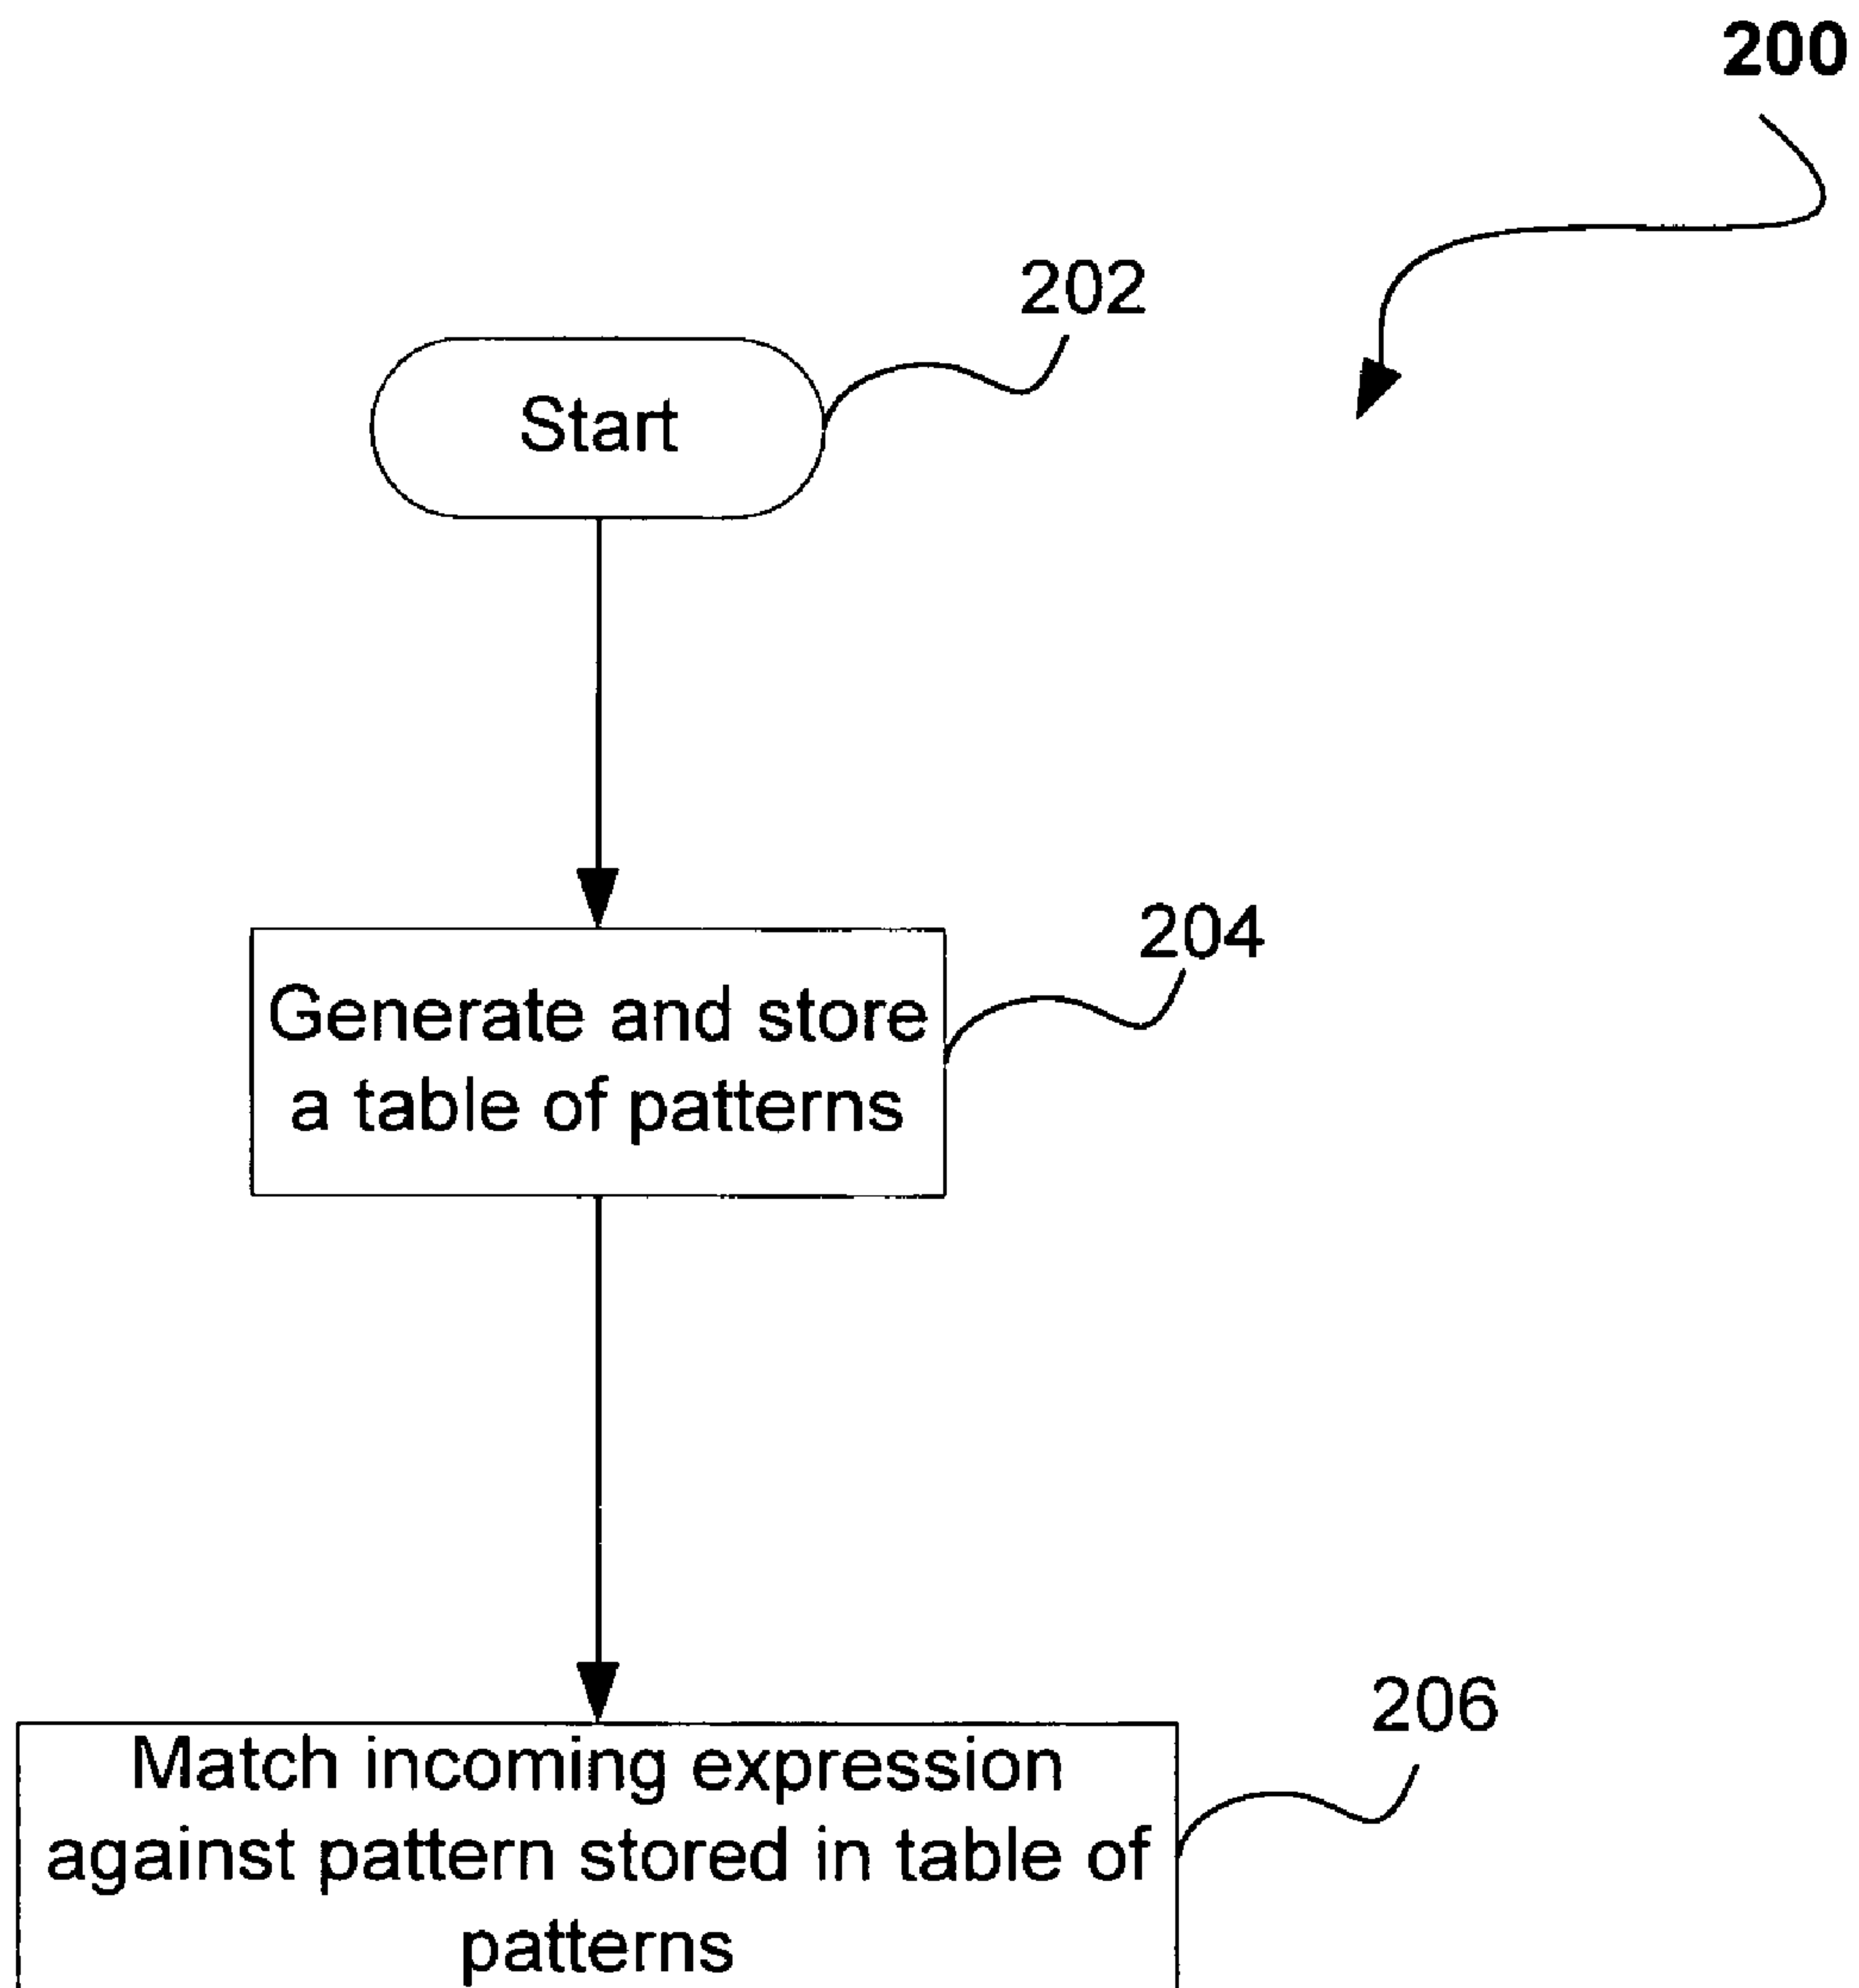 200
202
Start
204
Generate and store
a table of patterns
206
Match incoming expression
against pattern stored in table of
patterns